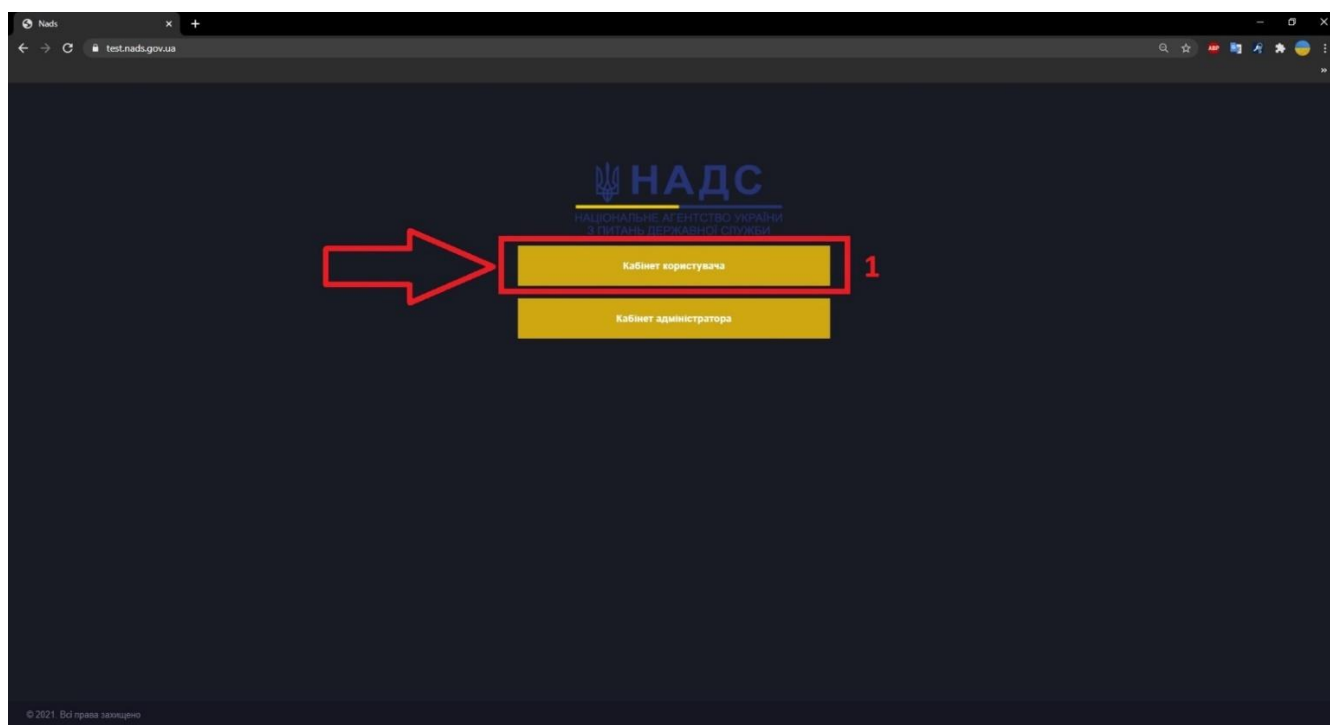 Nads
test.nads.gov.ua
ABP
НАДС
НАЦІОНАЛЬНЕ АГЕНТСТВО УКРАЇНИ
З ПИТАНЬ ДЕРЖАВНОЇ СЛУЖБИ
Кабінет користувача
1
Кабінет адміністратора
© 2021. Всі права захищено